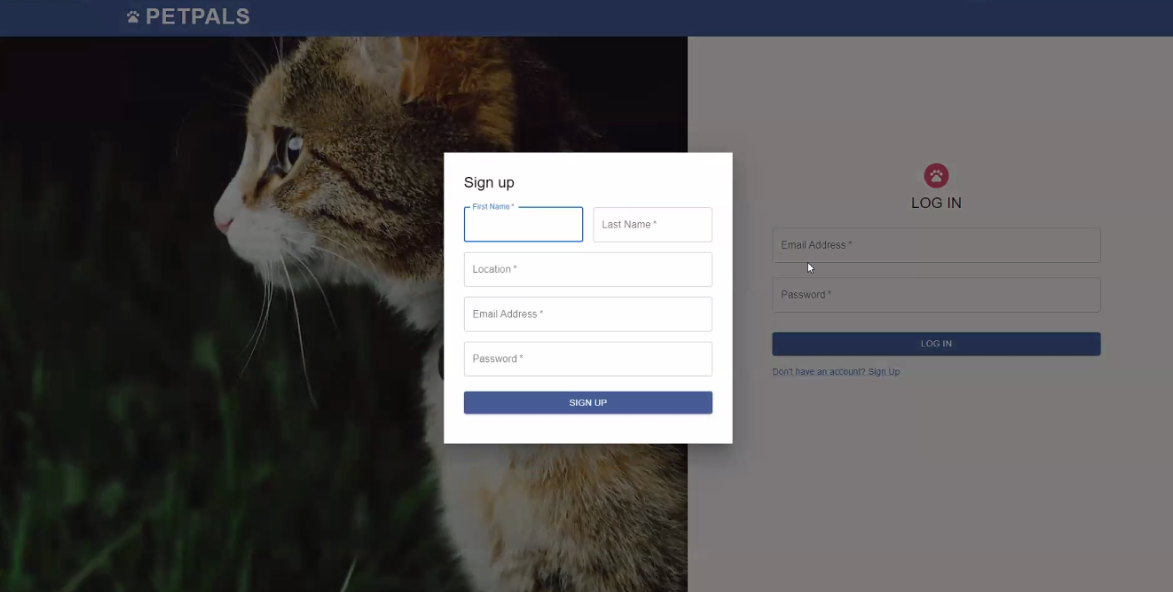 PETPALS
Sign up
First Name *
Last Name *
Location *
Email Address *
Password *
SIGN UP
LOG IN
Email Address *
Password *
LOG IN
Don't have an account? Sign Up